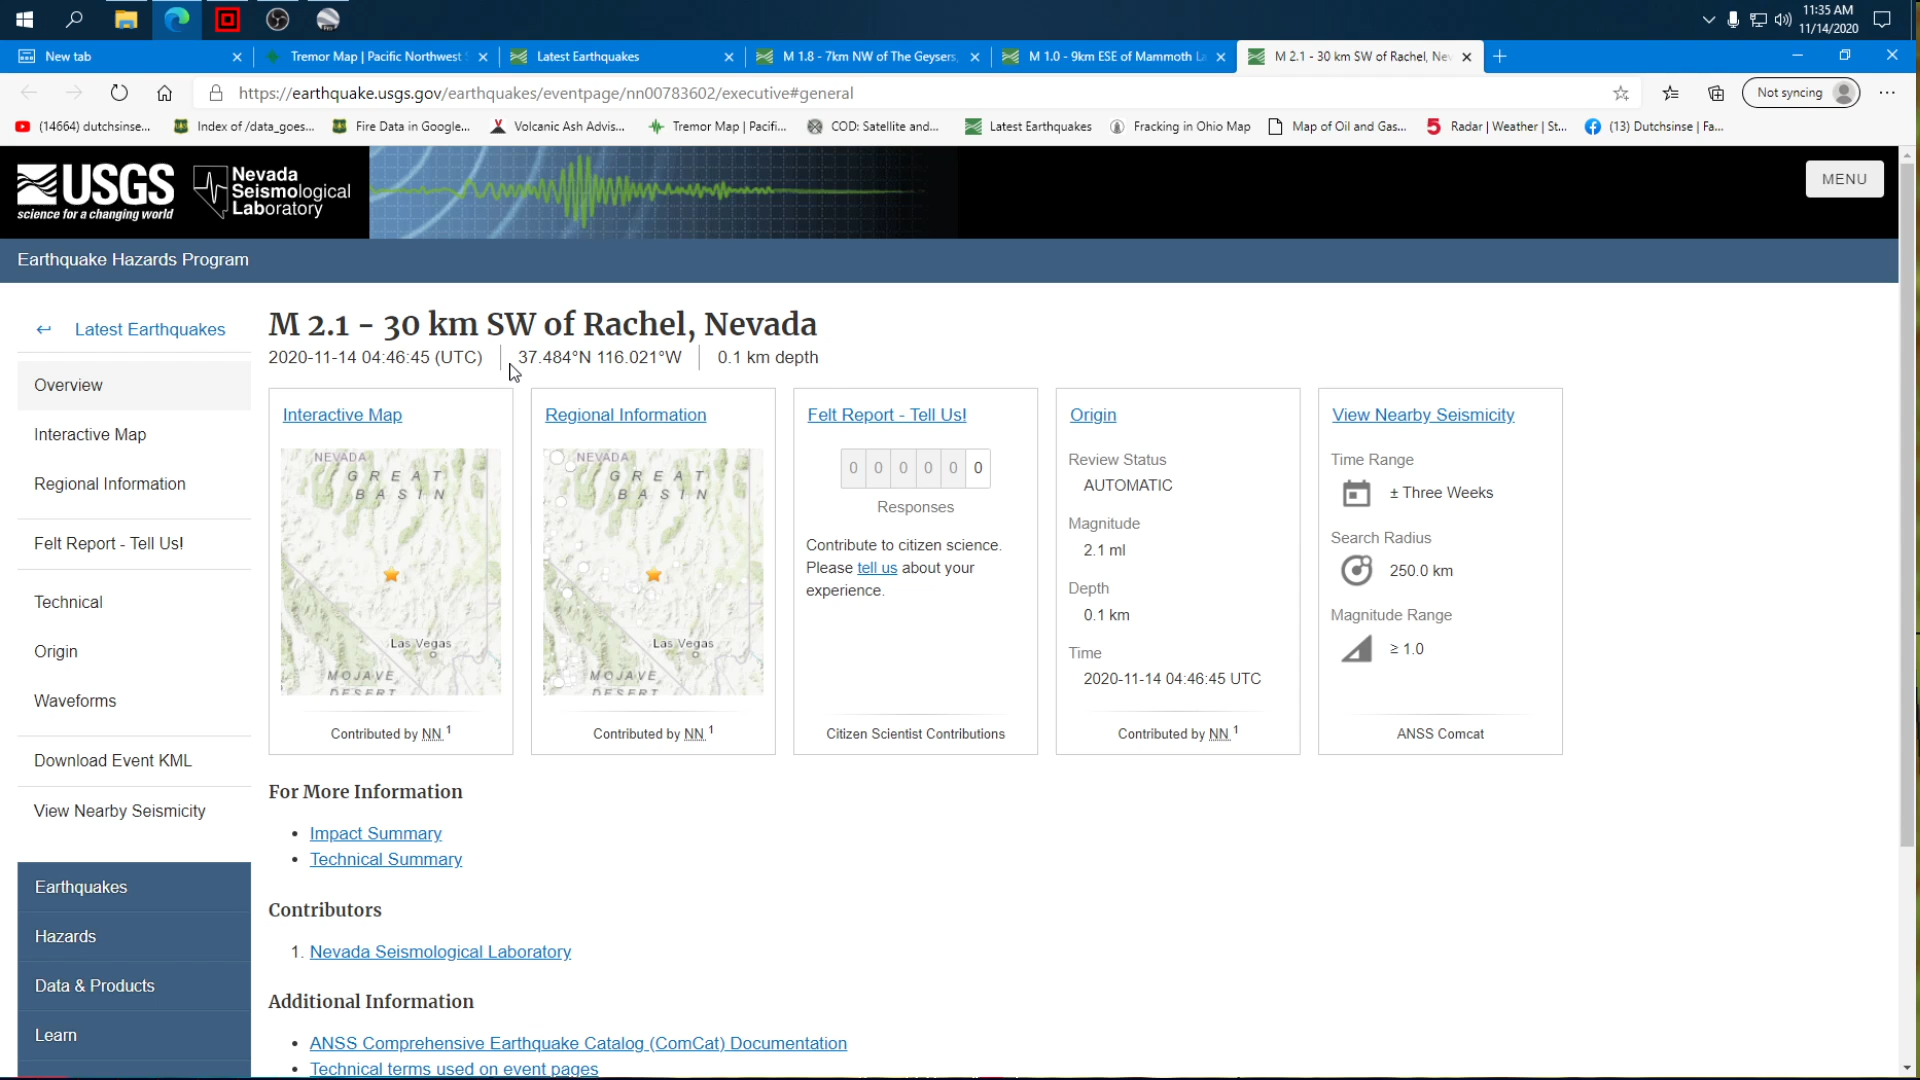 11:35 AM
11/14/2020
New tab
Tremor Map | Pacific Northwest
Latest Earthquakes
M 1.8 - 7km NW of The Geysers,
M 1.0 - 9km ESE of Mammoth L
M 2.1 - 30 km SW of Rachel, Nev
https://earthquake.usgs.gov/earthquakes/eventpage/nn00783602/executive#general
Not syncing
(14664) dutchsinse...
Index of /data_goes...
Fire Data in Google...
Volcanic Ash Advis...
Tremor Map | Pacifi...
COD: Satellite and...
Latest Earthquakes
Fracking in Ohio Map
Map of Oil and Gas...
Radar | Weather | St...
(13) Dutchsinse | Fa...
USGS
science for a changing world
Nevada
Seismological
Laboratory
MENU
Earthquake Hazards Program
Latest Earthquakes
Overview
Interactive Map
Regional Information
Felt Report - Tell Us!
Technical
Origin
Waveforms
Download Event KML
View Nearby Seismicity
Earthquakes
Hazards
Data & Products
Learn
M 2.1 - 30 km SW of Rachel, Nevada
2020-11-14 04:46:45 (UTC) 37.484°N 116.021°W 0.1 km depth
Interactive Map
NEVADA
GREAT
BASIN
Las Vegas
MOJAVE
DESERT
Contributed by NN 1
Regional Information
NEVADA
GREAT
BASIN
Las Vegas
MOJAVE
DESERT
Contributed by NN 1
Felt Report - Tell Us!
0 0 0 0 0 0
Responses
Contribute to citizen science.
Please tell us about your
experience.
Citizen Scientist Contributions
Origin
Review Status
AUTOMATIC
Magnitude
2.1 ml
Depth
0.1 km
Time
2020-11-14 04:46:45 UTC
Contributed by NN 1
View Nearby Seismicity
Time Range
± Three Weeks
Search Radius
250.0 km
Magnitude Range
≥ 1.0
ANSS Comcat
For More Information
• Impact Summary
• Technical Summary
Contributors
1. Nevada Seismological Laboratory
Additional Information
• ANSS Comprehensive Earthquake Catalog (ComCat) Documentation
• Technical terms used on event pages